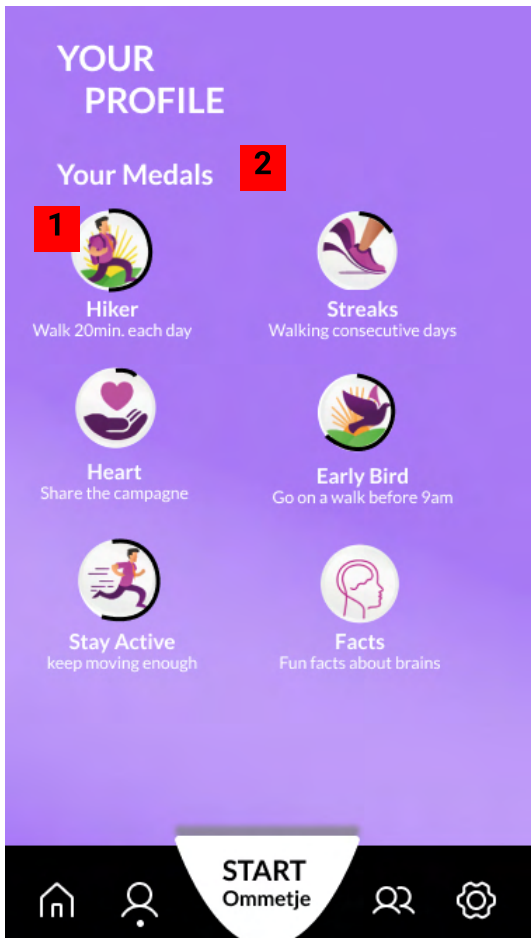 YOUR
PROFILE
Your Medals
2
1
Hiker
Walk 20min. each day
Streaks
Walking consecutive days
Heart
Share the campagne
Early Bird
Go on a walk before 9am
Stay Active
keep moving enough
Facts
Fun facts about brains
START
Ommetje